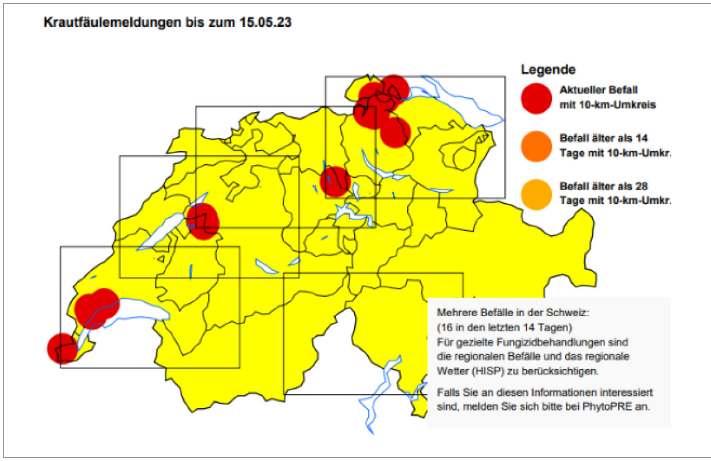 Krautfäulemeldungen bis zum 15.05.23
Legende
Aktueller Befall
mit 10-km-Umkreis
Befall älter als 14
Tage mit 10-km-Umkr.
Befall älter als 28
Tage mit 10-km-Umkr.
Mehrere Befälle in der Schweiz:
(16 in den letzten 14 Tagen)
Für gezielte Fungizidbehandlungen sind
die regionalen Befälle und das regionale
Wetter (HISP) zu berücksichtigen.
Falls Sie an diesen Informationen interessiert
sind, melden Sie sich bitte bei PhytoPRE an.